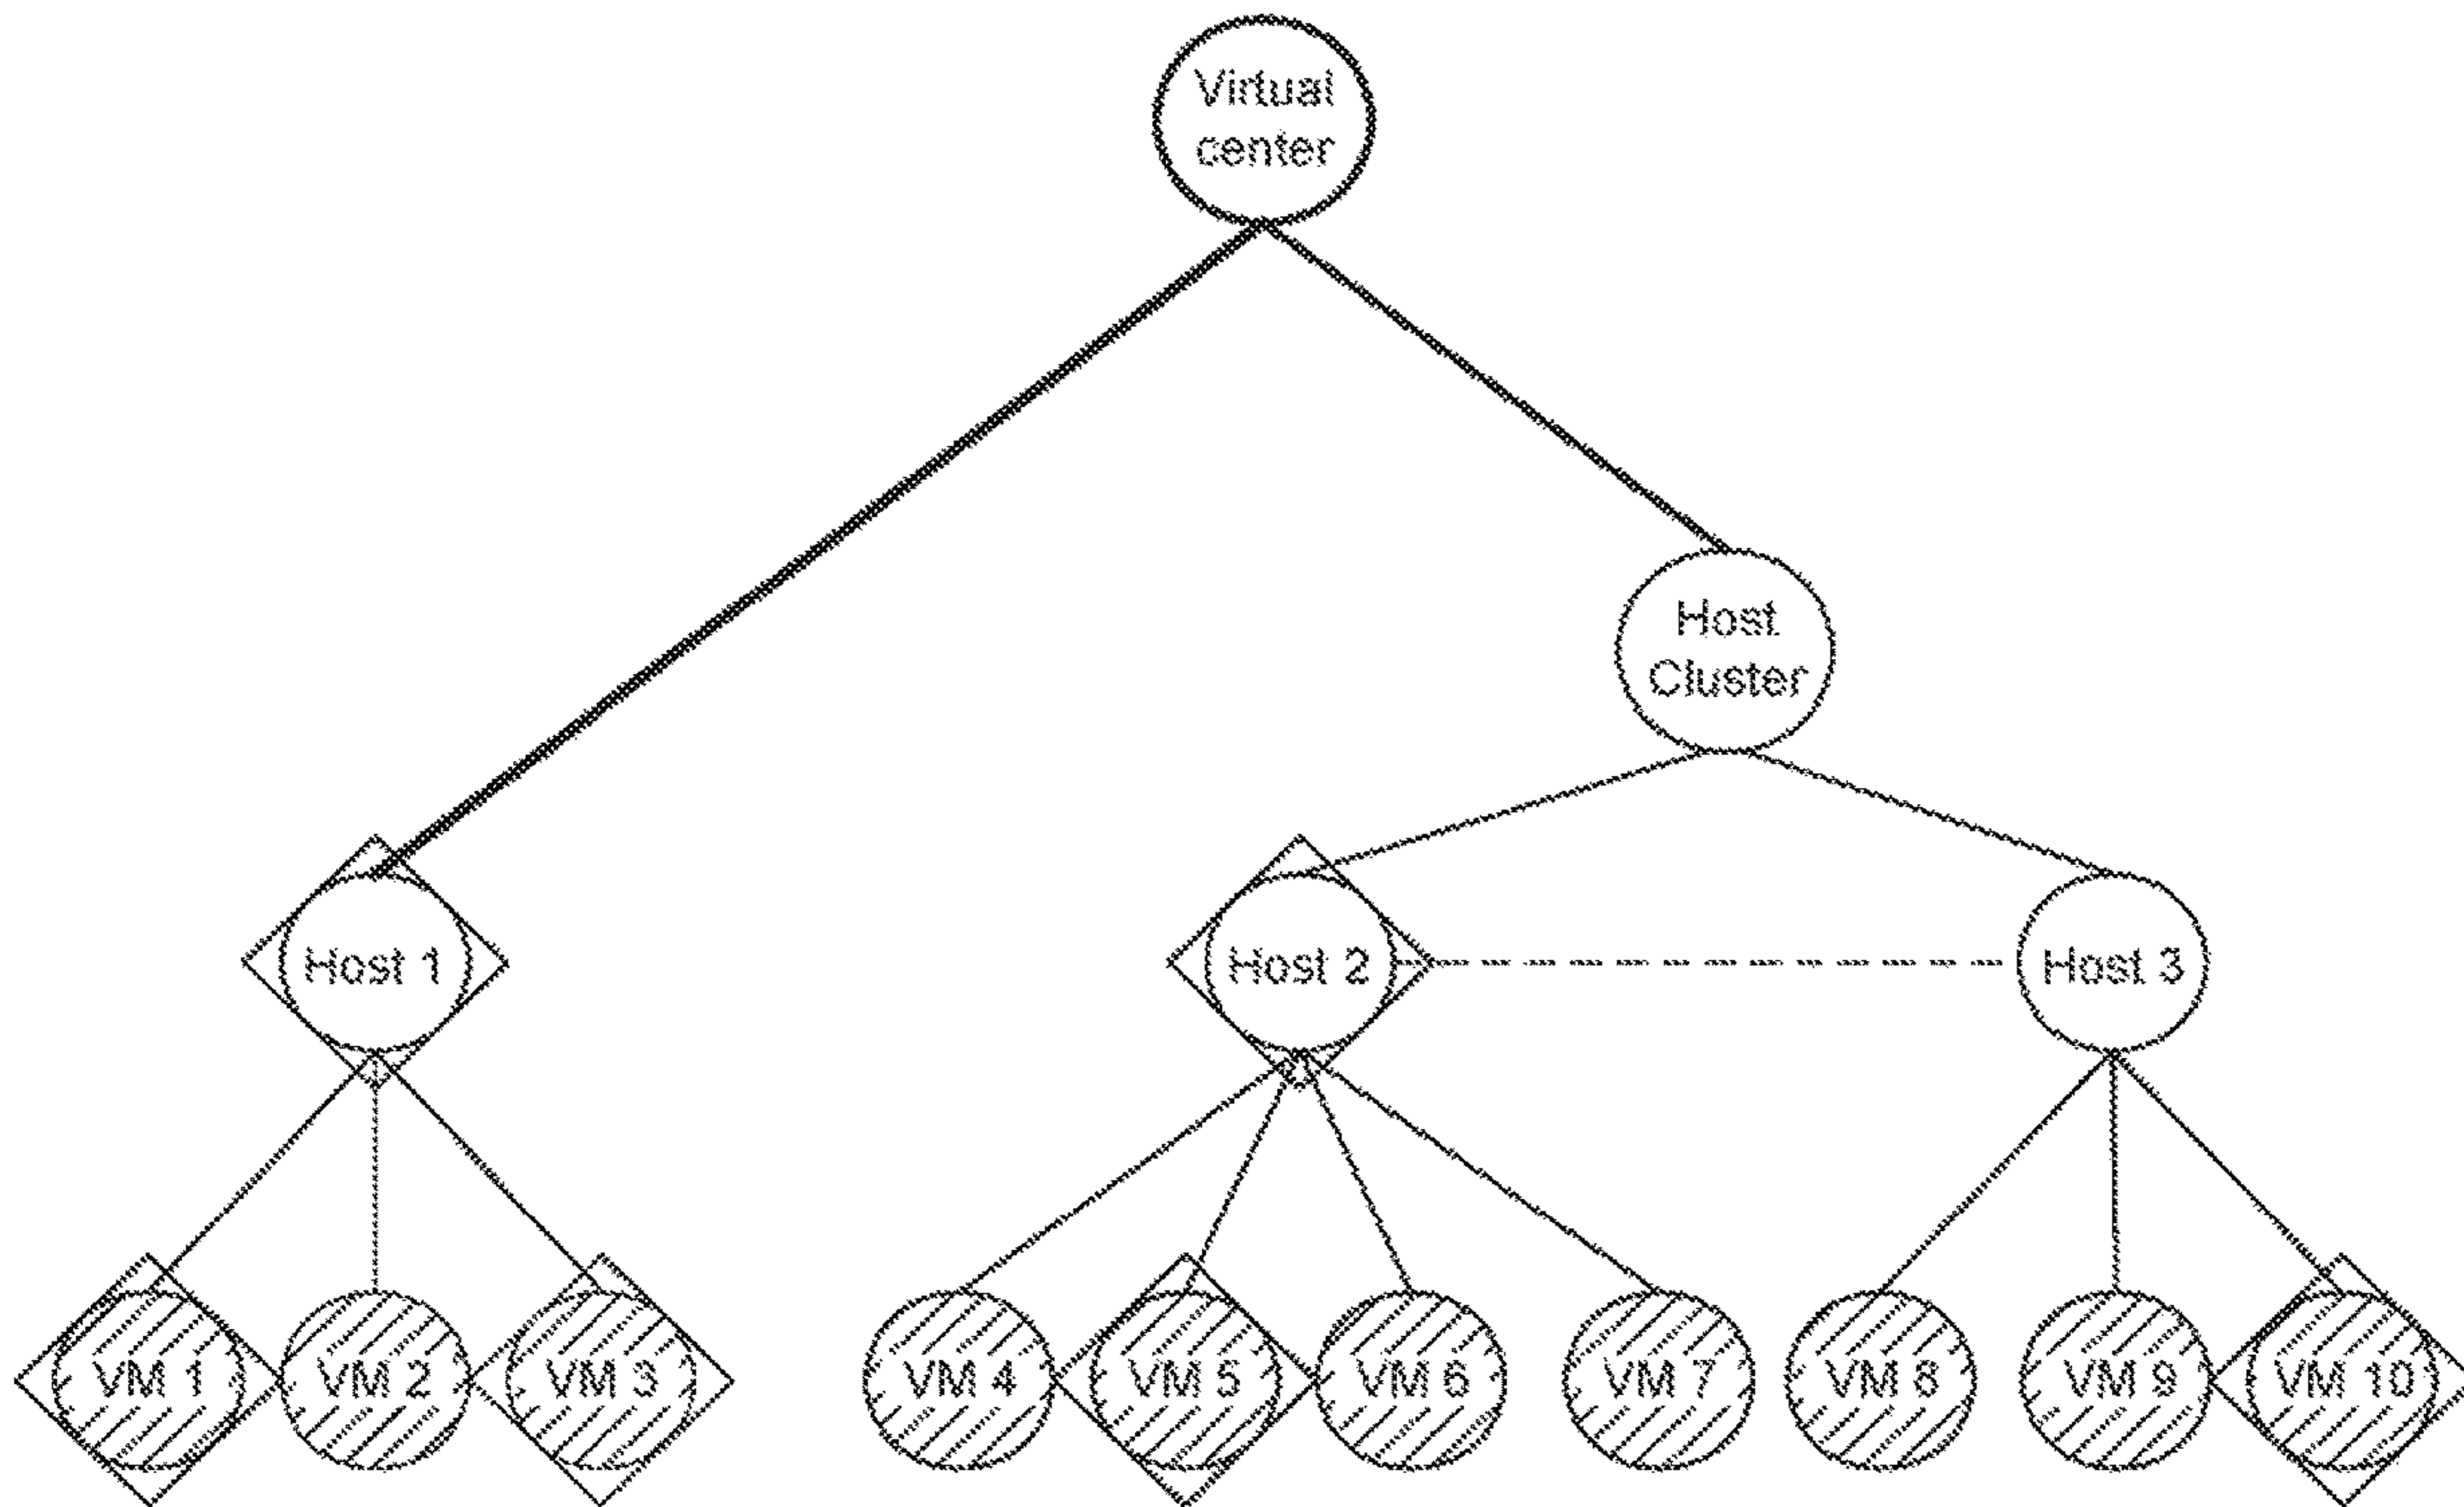 Virtual
center
Host
Cluster
Host 1
Host 2
Host 3
VM 1
VM 2
VM 3
VM 4
VM 5
VM 6
VM 7
VM 8
VM 9
VM 10